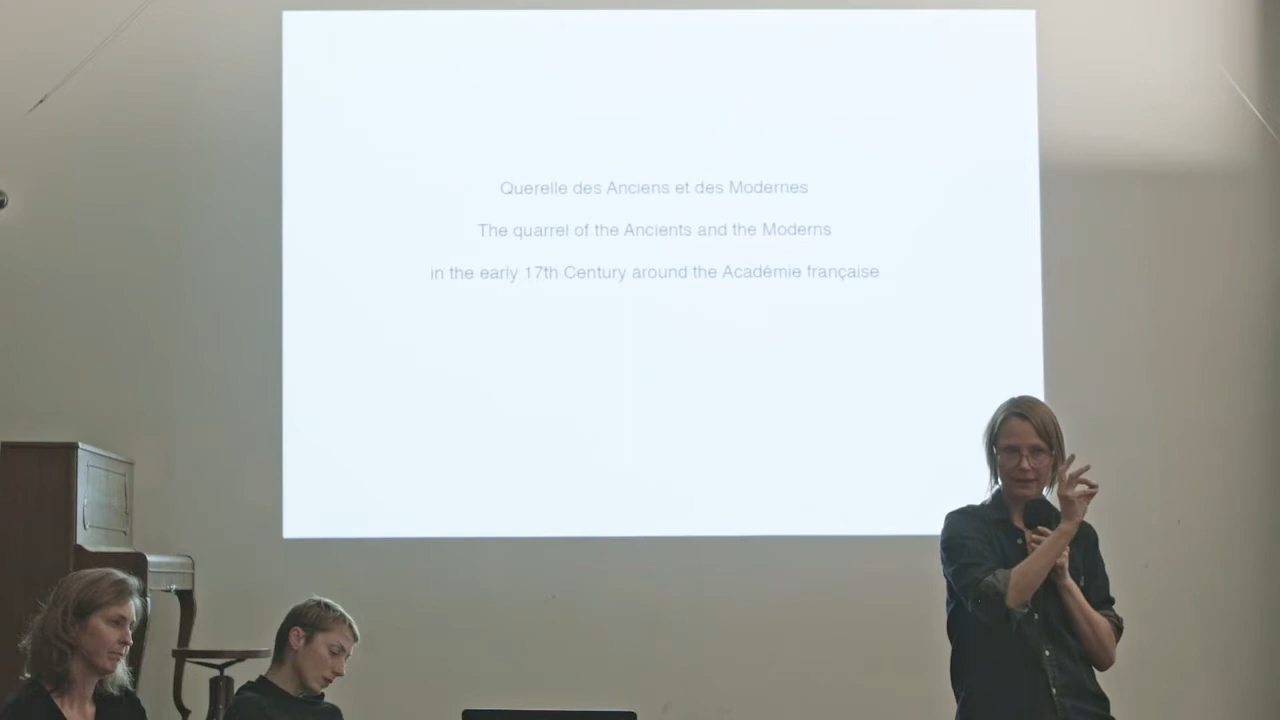 Querelle des Anciens et des Modernes
The quarrel of the Ancients and the Moderns
in the early 17th Century around the Académie française